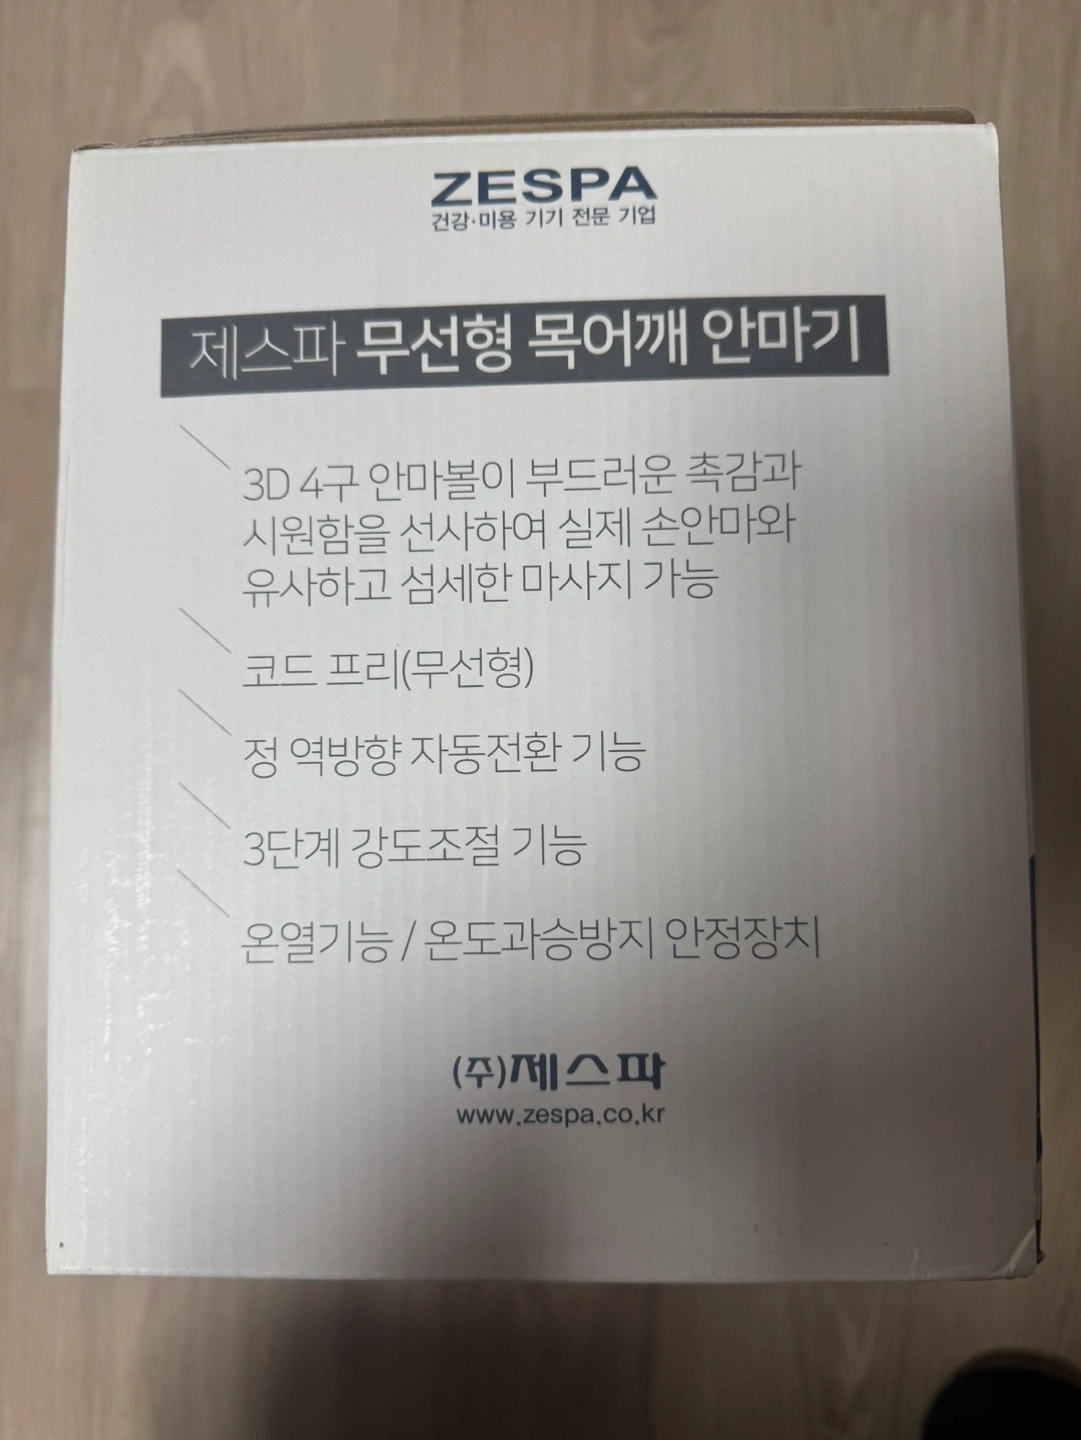 ZESPA
건강·미용 기기 전문 기업
제스파 무선형 목어깨 안마기
3D 4구 안마볼이 부드러운 촉감과
시원함을 선사하여 실제 손안마와
유사하고 섬세한 마사지 가능
코드 프리(무선형)
정 역방향 자동전환 기능
3단계 강도조절 기능
온열기능 / 온도과승방지 안정장치
(주)제스파
www.zespa.co.kr